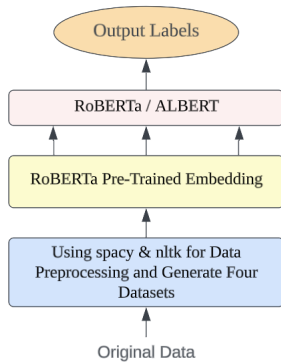 Output Labels
RoBERTa / ALBERT
RoBERTa Pre-Trained Embedding
Using spacy & nltk for Data
Preprocessing and Generate Four
Datasets
Original Data